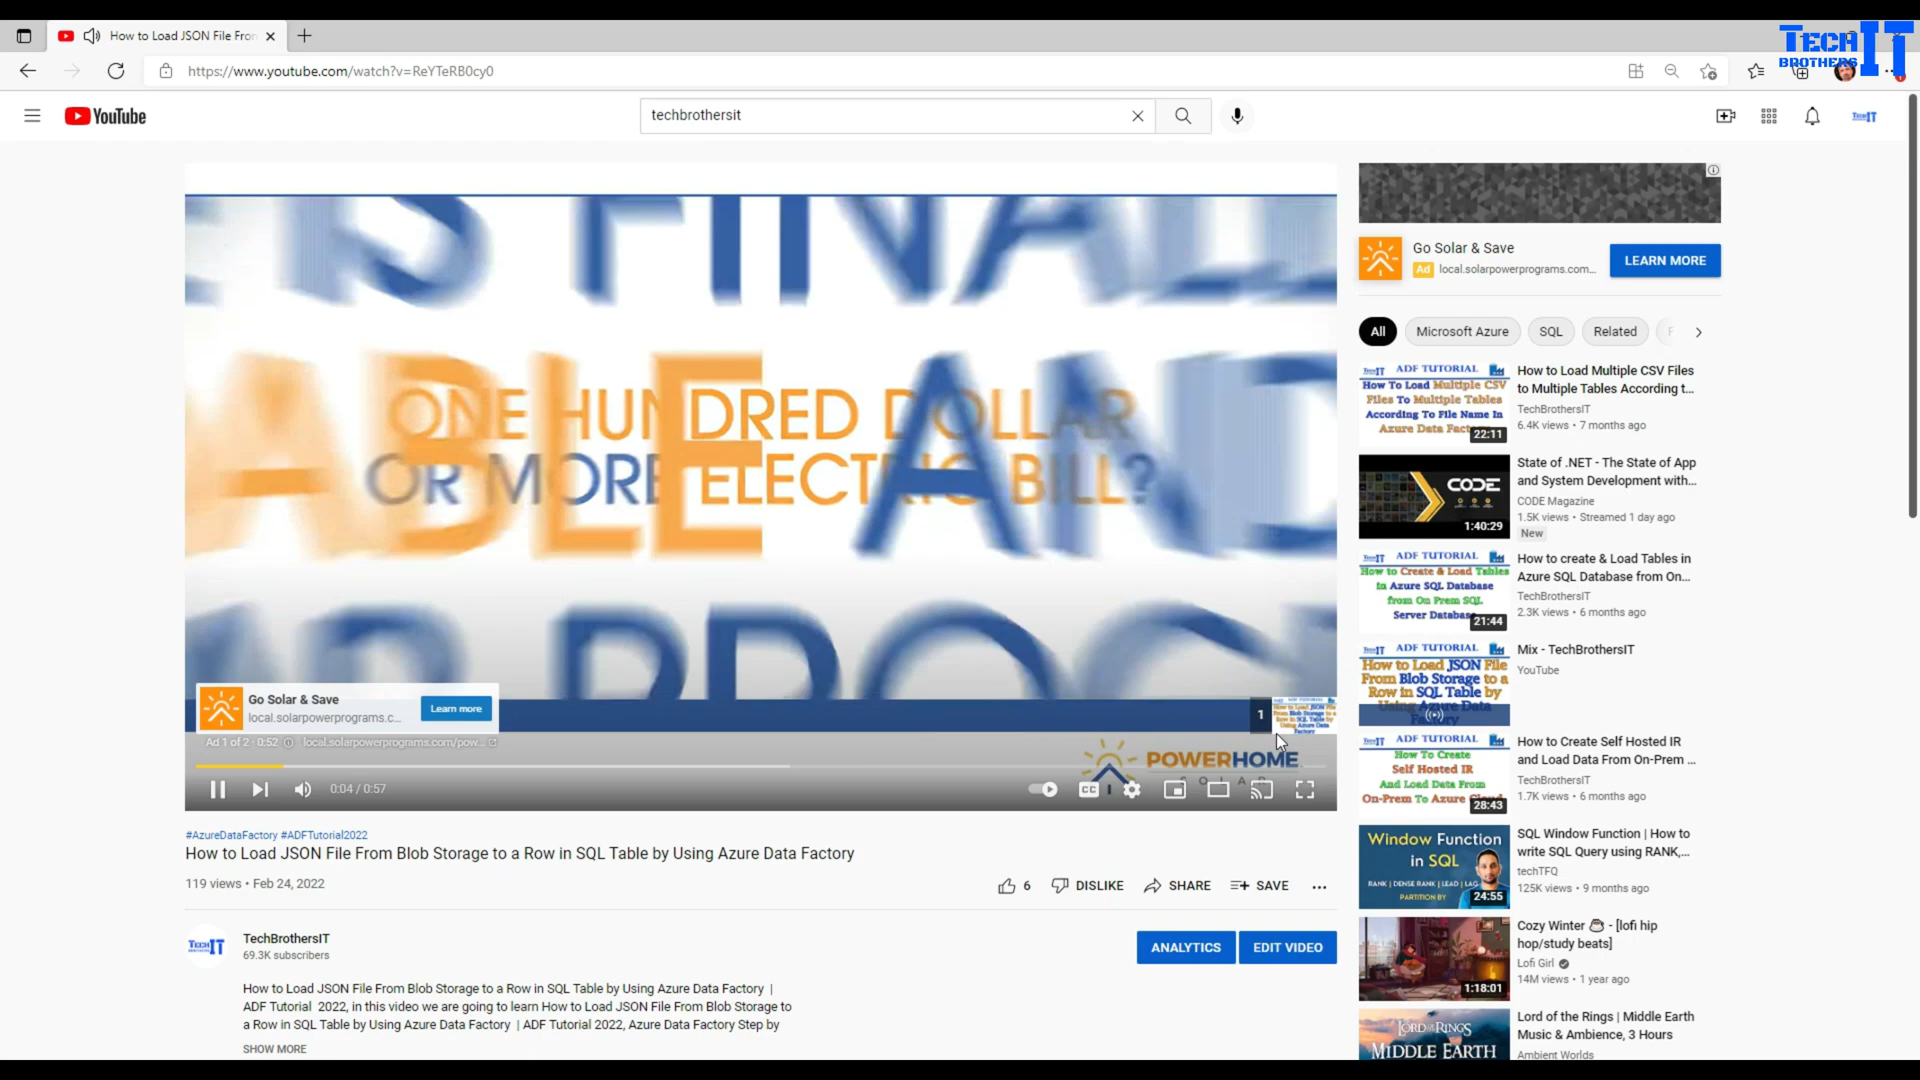 How to Load JSON File From
TECH IT
BROTHERS
https://www.youtube.com/watch?v=ReYTeRB0cy0
YouTube
techbrothersit
TECH IT
ONE HUNDRED DOLLAR
OR MORE ELECTRIC BILL?
ABLE AND
Go Solar & Save
local.solarpowerprograms.c...
Learn more
Ad 1 of 2 · 0:52
local.solarpowerprograms.com/pow...
1
POWERHOME
SOLAR
0:04 / 0:57
CC
#AzureDataFactory #ADFTutorial2022
How to Load JSON File From Blob Storage to a Row in SQL Table by Using Azure Data Factory
119 views • Feb 24, 2022
6
DISLIKE
SHARE
SAVE
...
TECH IT
TechBrothersIT
69.3K subscribers
ANALYTICS
EDIT VIDEO
How to Load JSON File From Blob Storage to a Row in SQL Table by Using Azure Data Factory |
ADF Tutorial 2022, in this video we are going to learn How to Load JSON File From Blob Storage to
a Row in SQL Table by Using Azure Data Factory | ADF Tutorial 2022, Azure Data Factory Step by
SHOW MORE
Go Solar & Save
Ad local.solarpowerprograms.com...
LEARN MORE
All
Microsoft Azure
SQL
Related
ADF TUTORIAL
How To Load Multiple CSV
Files To Multiple Tables
According To File Name In
Azure Data Fact
22:11
How to Load Multiple CSV Files
to Multiple Tables According t...
TechBrothersIT
6.4K views • 7 months ago
CODE
1:40:29
State of .NET - The State of App
and System Development with...
CODE Magazine
1.5K views • Streamed 1 day ago
New
ADF TUTORIAL
How to Create & Load Tables
in Azure SQL Database
from On Prem SQL
Server Database
21:44
How to create & Load Tables in
Azure SQL Database from On...
TechBrothersIT
2.3K views • 6 months ago
ADF TUTORIAL
How to Load JSON File
From Blob Storage to a
Row in SQL Table by
Using Azure Data
Factory
Mix - TechBrothersIT
YouTube
ADF TUTORIAL
How To Create
Self Hosted IR
And Load Data From
On-Prem To Azure Cloud
28:43
How to Create Self Hosted IR
and Load Data From On-Prem ...
TechBrothersIT
1.7K views • 6 months ago
Window Function
in SQL
RANK | DENSE RANK | LEAD | LAG
PARTITION BY
24:55
SQL Window Function | How to
write SQL Query using RANK,...
techTFQ
125K views • 9 months ago
1:18:01
Cozy Winter ☕ - [lofi hip
hop/study beats]
Lofi Girl
14M views • 1 year ago
LORD OF THE RINGS
MIDDLE EARTH
Lord of the Rings | Middle Earth
Music & Ambience, 3 Hours
Ambient Worlds